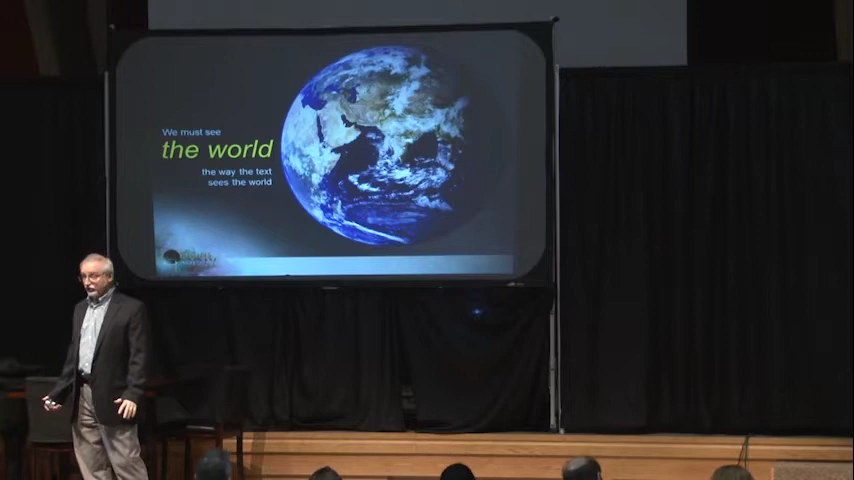 We must see
the world
the way the text
sees the world